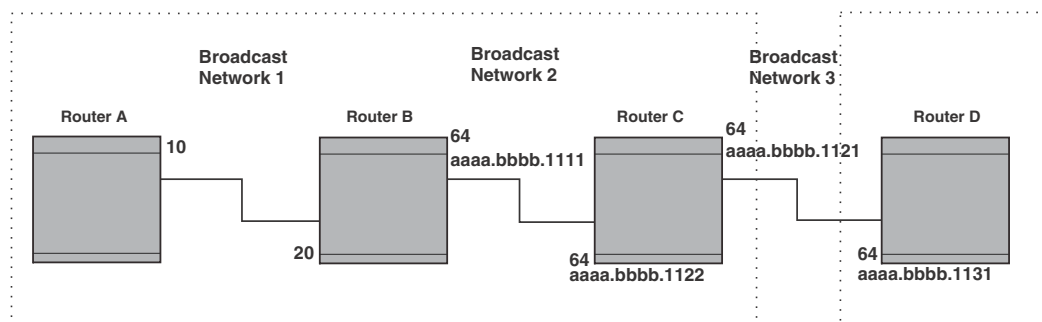 Broadcast
Network 1
Broadcast
Network 2
Broadcast
Network 3
Router A
Router B
Router C
Router D
10
64
aaaa.bbbb.1111
64
aaaa.bbbb.1121
20
64
aaaa.bbbb.1122
64
aaaa.bbbb.1131